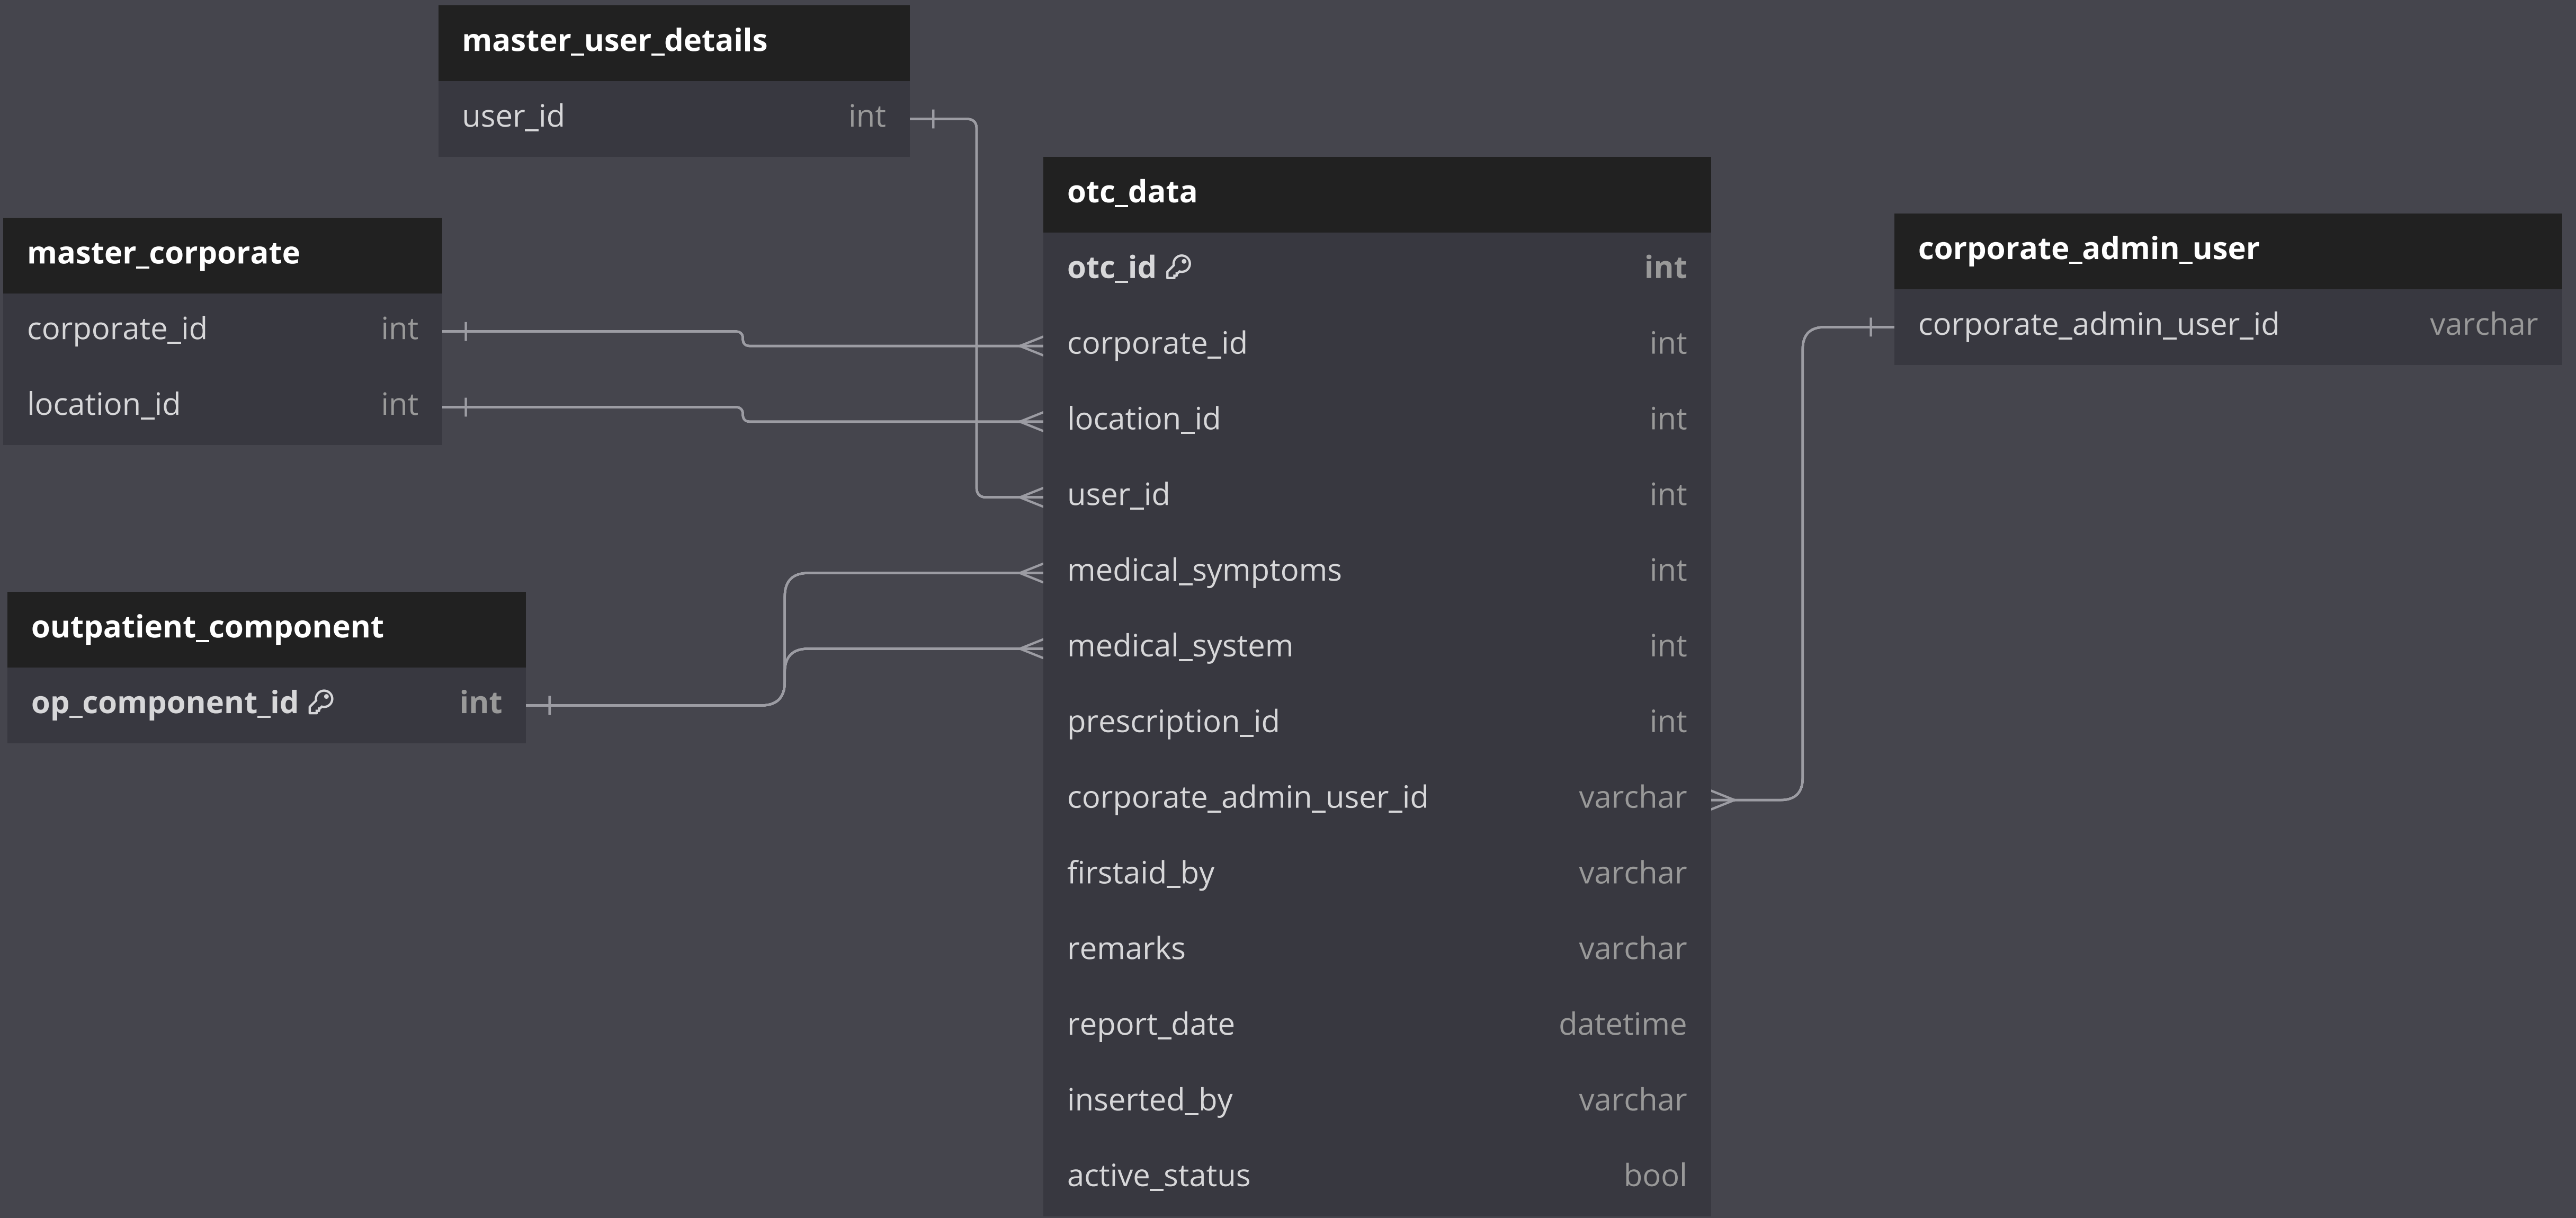 master_user_details
user_id int
master_corporate
corporate_id int
location_id int
outpatient_component
op_component_id int
otc_data
otc_id int
corporate_id int
location_id int
user_id int
medical_symptoms int
medical_system int
prescription_id int
corporate_admin_user_id varchar
firstaid_by varchar
remarks varchar
report_date datetime
inserted_by varchar
active_status bool
corporate_admin_user
corporate_admin_user_id varchar